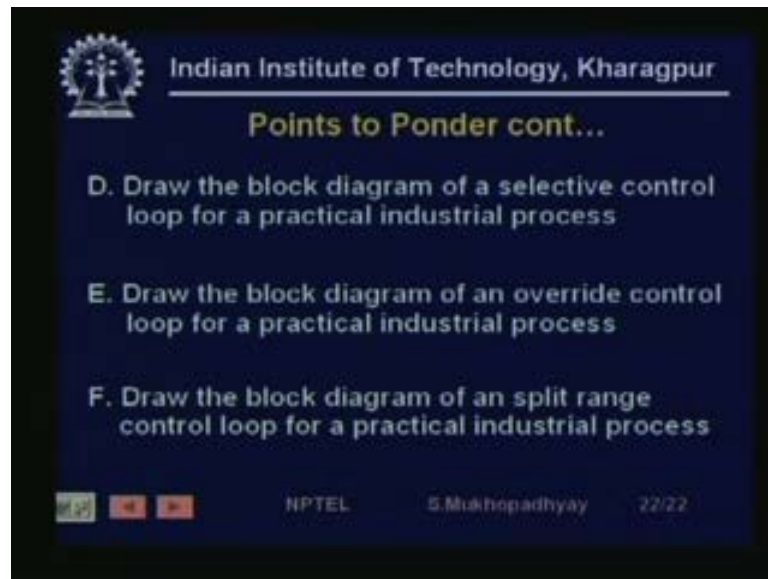 Indian Institute of Technology, Kharagpur
Points to Ponder cont...
D. Draw the block diagram of a selective control
loop for a practical industrial process
E. Draw the block diagram of an override control
loop for a practical industrial process
F. Draw the block diagram of an split range
control loop for a practical industrial process
NPTEL S.Mukhopadhyay 22/22